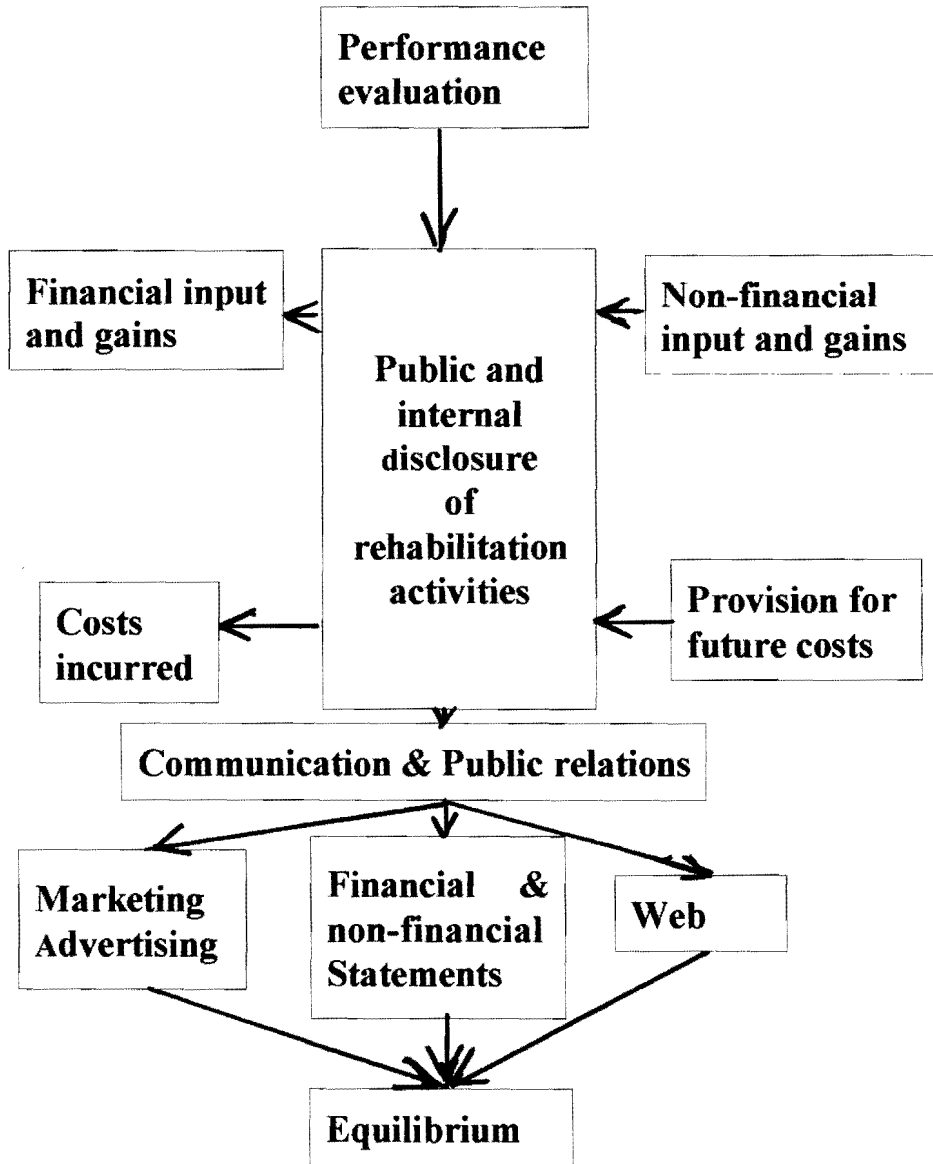 Performance
evaluation
Financial input
and gains
Non-financial
input and gains
Public and
internal
disclosure
of
rehabilitation
activities
Costs
incurred
Provision for
future costs
Communication & Public relations
Marketing
Advertising
Financial &
non-financial
Statements
Web
Equilibrium